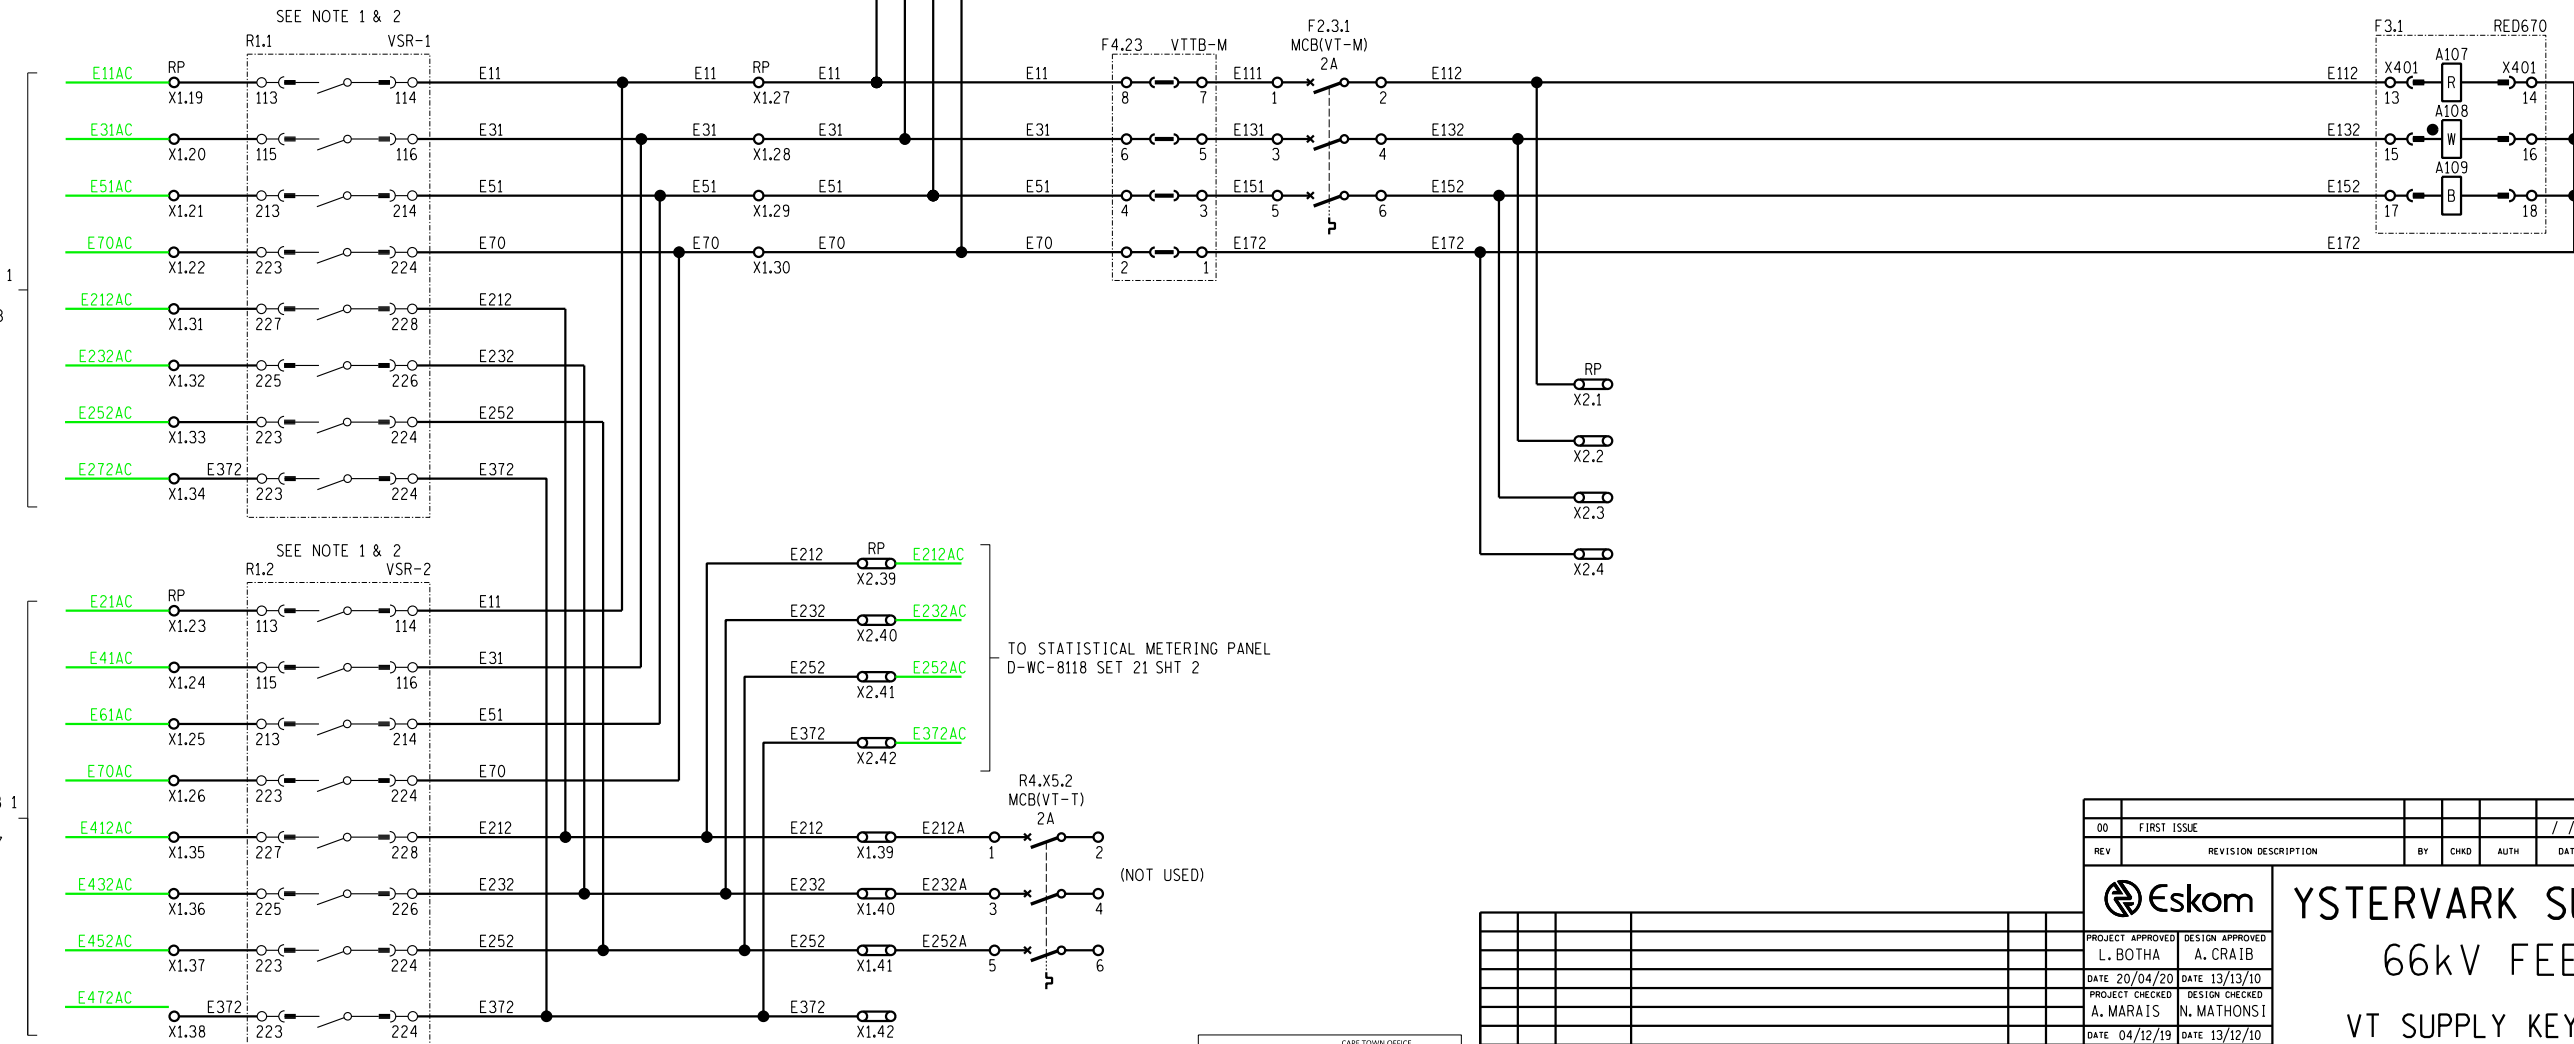 SEE NOTE 1 & 2
R1.1 VSR-1
E11AC RP X1.19 113 114 E11 E11 RP X1.27 E11 E11
E31AC X1.20 115 116 E31 E31 X1.28 E31 E31
E51AC X1.21 213 214 E51 E51 X1.29 E51 E51
E70AC X1.22 223 224 E70 E70 X1.30 E70 E70
E212AC X1.31 227 228 E212
E232AC X1.32 225 226 E232
E252AC X1.33 223 224 E252
E272AC X1.34 E372 223 224 E372
1
F4.23 VTTB-M
8 7 E111
6 5 E131
4 3 E151
2 1 E172
F2.3.1
MCB(VT-M)
2A
1 2 E112
3 4 E132
5 6 E152
E172
F3.1 RED670
E112 X401 13 A107 R X401 14
E132 15 A108 W 16
E152 17 A109 B 18
E172
RP
X2.1
X2.2
X2.3
X2.4
SEE NOTE 1 & 2
R1.2 VSR-2
E21AC RP X1.23 113 114 E11
E41AC X1.24 115 116 E31
E61AC X1.25 213 214 E51
E70AC X1.26 223 224 E70
E412AC X1.35 227 228 E212 E212 X1.39 E212A 1 2
E432AC X1.36 225 226 E232 E232 X1.40 E232A 3 4
E452AC X1.37 223 224 E252 E252 X1.41 E252A 5 6
E472AC X1.38 E372 223 224 E372 E372 X1.42
1
E212 RP X2.39 E212AC
E232 X2.40 E232AC
E252 X2.41 E252AC
E372 X2.42 E372AC
TO STATISTICAL METERING PANEL
D-WC-8118 SET 21 SHT 2
R4.X5.2
MCB(VT-T)
2A
(NOT USED)
CAPE TOWN OFFICE
00 FIRST ISSUE / /
REV REVISION DESCRIPTION BY CHKD AUTH DAT
Eskom
YSTERVARK SU
66kV FEE
VT SUPPLY KEY
PROJECT APPROVED DESIGN APPROVED
L. BOTHA A. CRAIB
DATE 20/04/20 DATE 13/13/10
PROJECT CHECKED DESIGN CHECKED
A. MARAIS N. MATHONSI
DATE 04/12/19 DATE 13/12/10